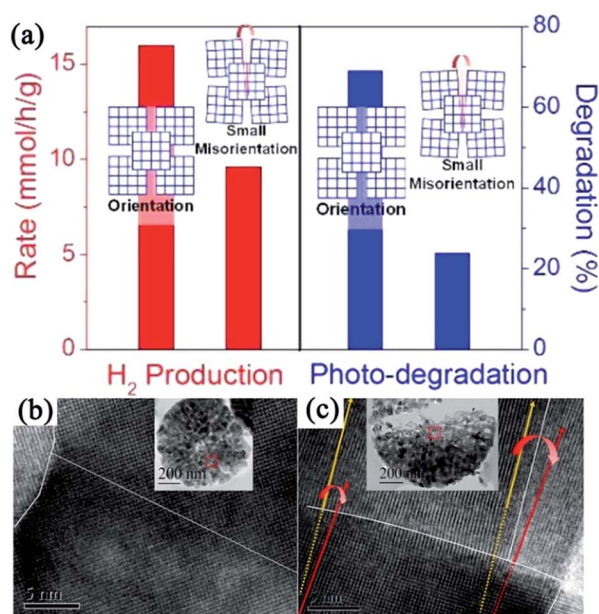 (a)
Rate (mmol/h/g)
15
10
5
0
Small
Misorientation
Orientation
Small
Misorientation
Orientation
80
60
40
20
0
Degradation (%)
H₂ Production
Photo-degradation
(b)
200 nm
5 nm
(c)
200 nm